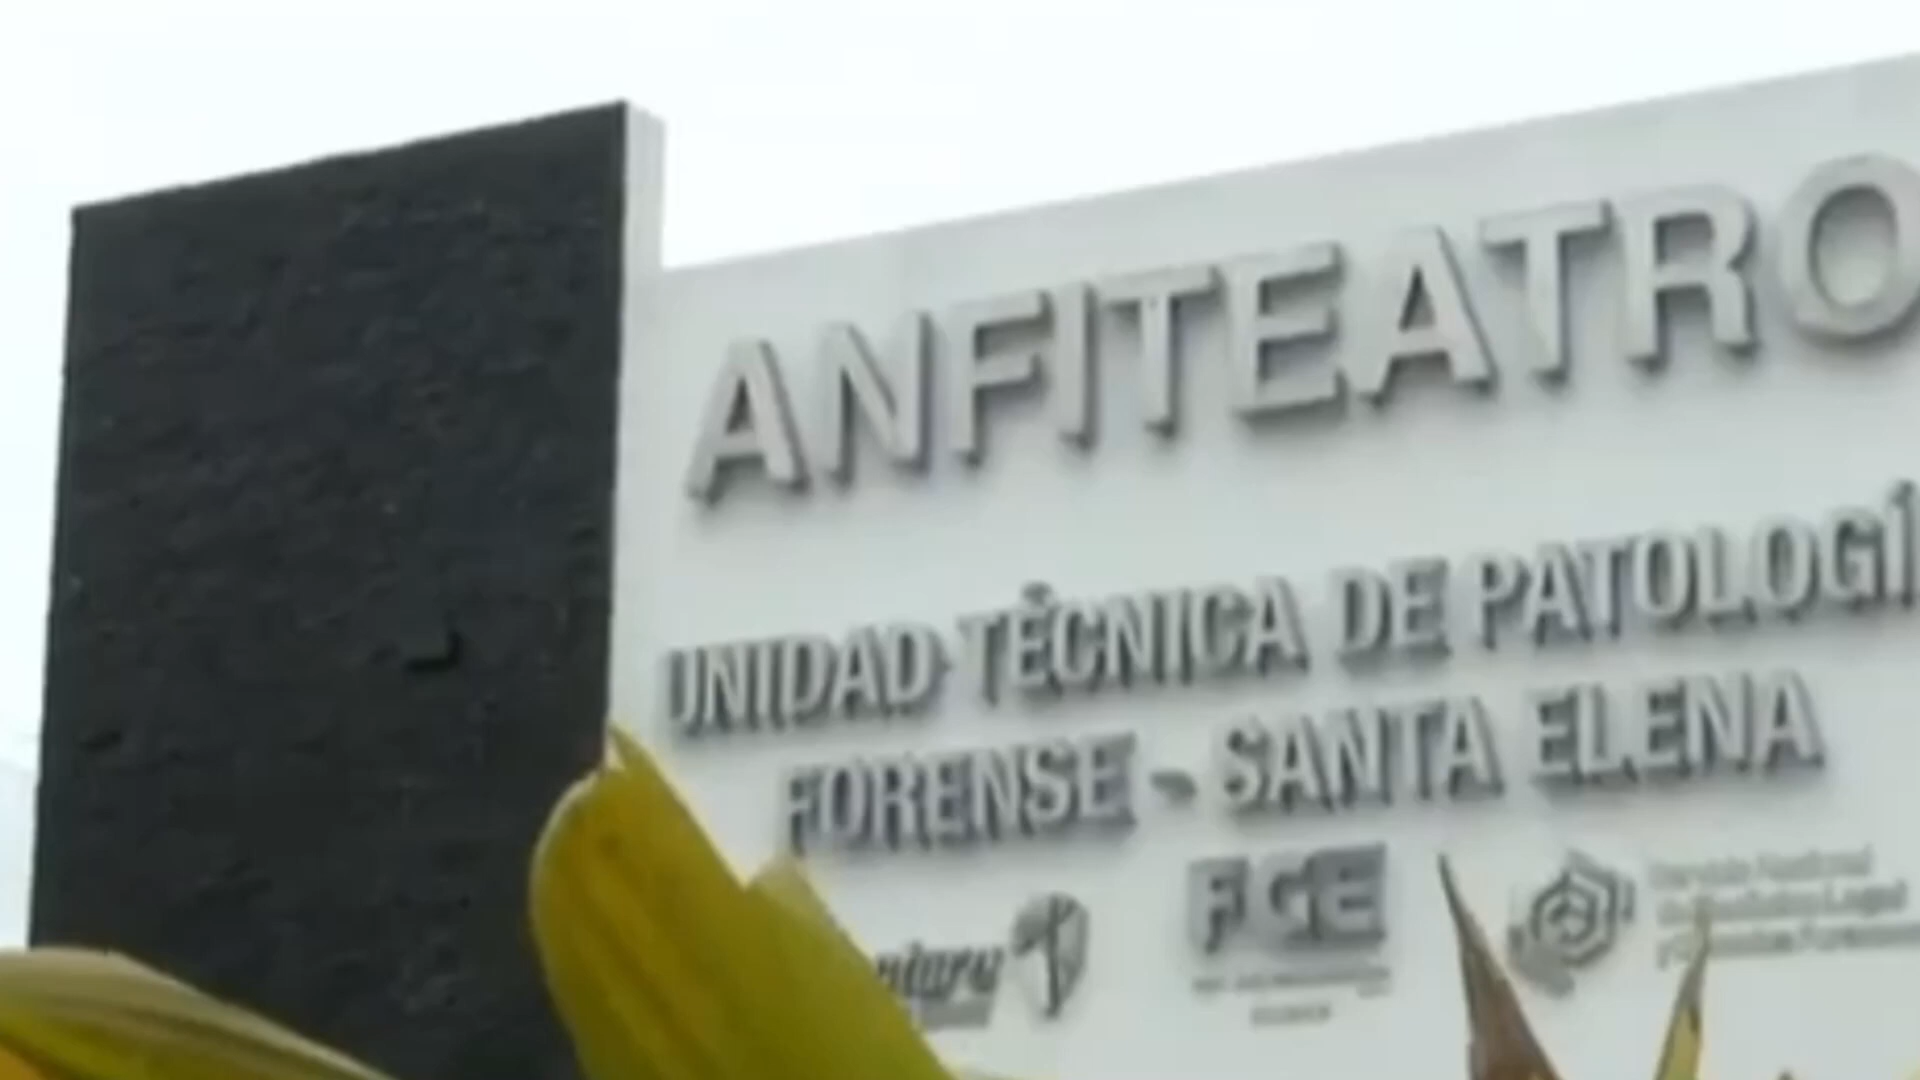 ANFITEATRO
UNIDAD TÉCNICA DE PATOLOGÍ
FORENSE - SANTA ELENA
FGE